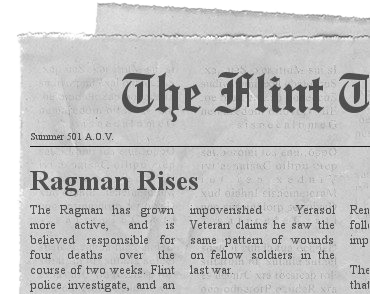 The Flint T
Summer 501 A.O.V.
Ragman Rises
The Ragman has grown
more active, and is
believed responsible for
four deaths over the
course of two weeks. Flint
police investigate, and an
impoverished Yerasol
Veteran claims he saw the
same pattern of wounds
on fellow soldiers in the
last war.
Ren
follo
imp
The
that